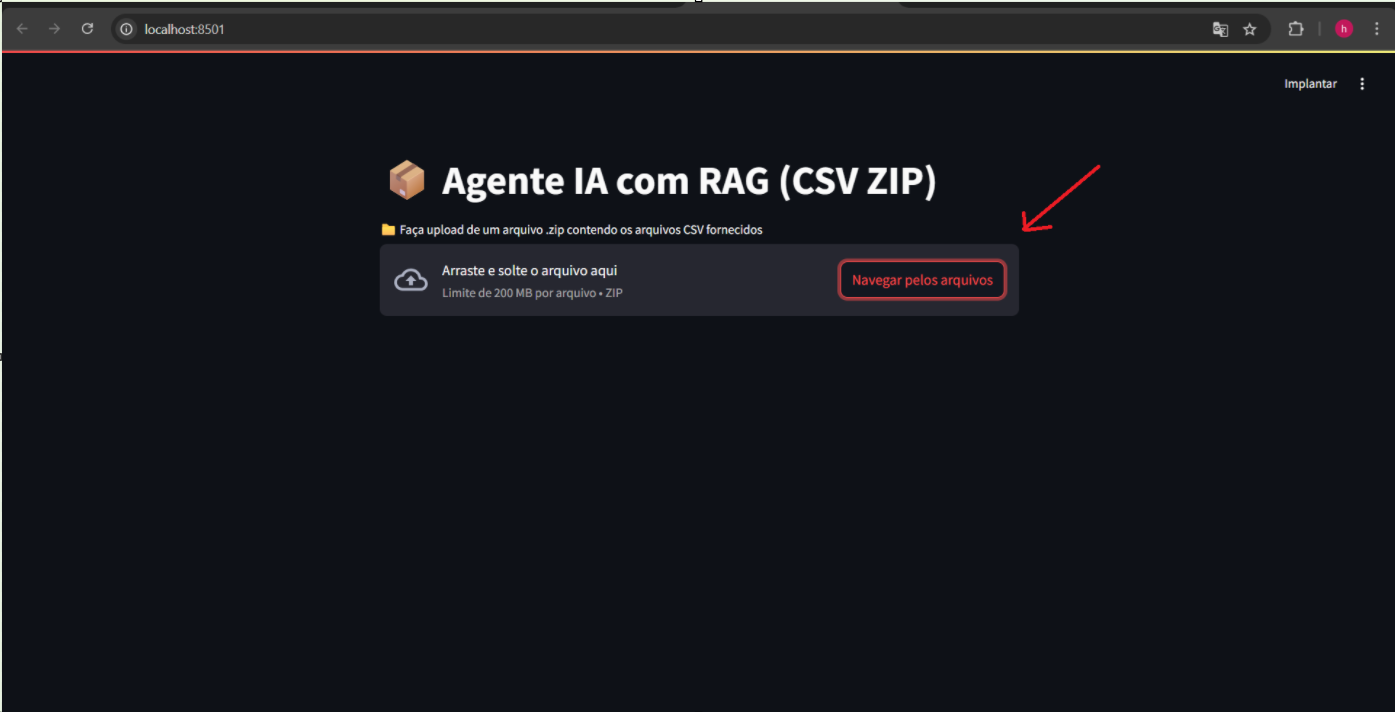 localhost:8501
h
Implantar
Agente IA com RAG (CSV ZIP)
Faça upload de um arquivo .zip contendo os arquivos CSV fornecidos
Arraste e solte o arquivo aqui
Limite de 200 MB por arquivo • ZIP
Navegar pelos arquivos